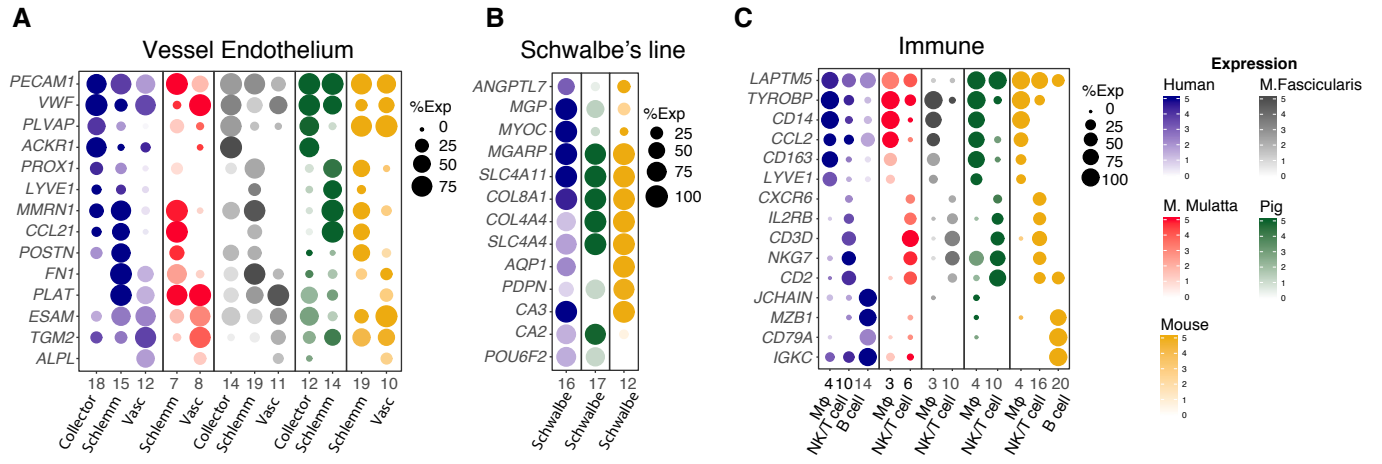 A
Vessel Endothelium
PECAM1
VWF
PLVAP
ACKR1
PROX1
LYVE1
MMRN1
CCL21
POSTN
FN1
PLAT
ESAM
TGM2
ALPL
18 15 12 7 8 14 19 11 12 14 19 10
Collector Schlemm Vasc Schlemm Vasc Collector Schlemm Vasc Collector Schlemm Schlemm Vasc
%Exp
0
25
50
75
B
Schwalbe's line
ANGPTL7
MGP
MYOC
MGARP
SLC4A11
COL8A1
COL4A4
SLC4A4
AQP1
PDPN
CA3
CA2
POU6F2
16 17 12
Schwalbe Schwalbe Schwalbe
%Exp
25
50
75
100
C
Immune
LAPTM5
TYROBP
CD14
CCL2
CD163
LYVE1
CXCR6
IL2RB
CD3D
NKG7
CD2
JCHAIN
MZB1
CD79A
IGKC
4 10 14 3 6 3 10 4 10 4 16 20
Mφ NK/T cell B cell Mφ NK/T cell Mφ NK/T cell Mφ NK/T cell Mφ NK/T cell B cell
%Exp
0
25
50
75
100
Expression
Human
5
4
3
2
1
0
M.Fascicularis
5
4
3
2
1
0
M. Mulatta
5
4
3
2
1
0
Pig
5
4
3
2
1
0
Mouse
5
4
3
2
1
0